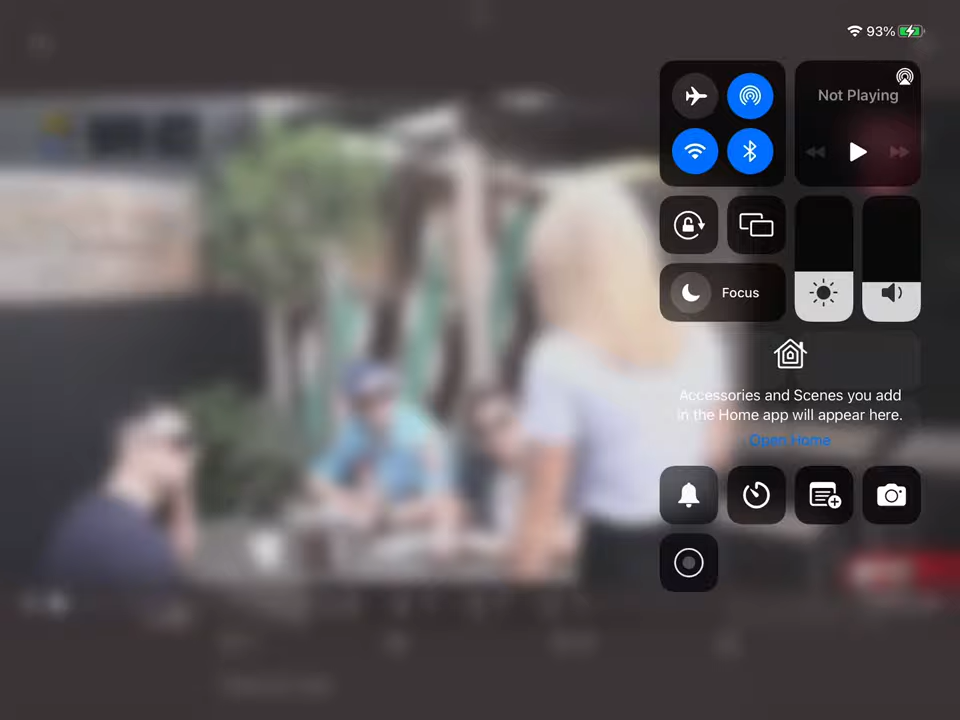 93%
Not Playing
Focus
Accessories and Scenes you add
in the Home app will appear here.
Open Home